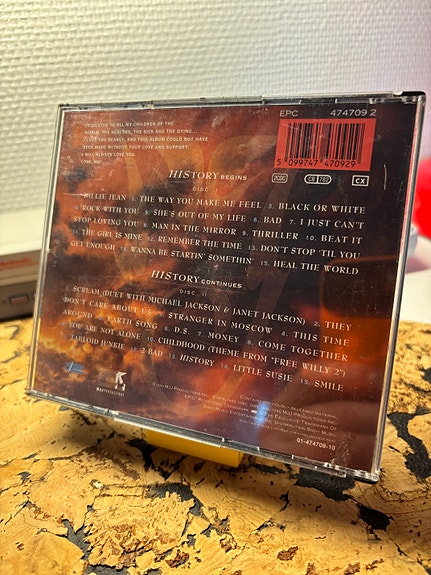 EPC 474709 2
DEDICATED TO ALL MY CHILDREN OF THE
WORLD, THE HEALTHY, THE SICK AND THE DYING...
YOU DEARLY, AND THIS ALBUM COULD NOT HAVE
BEEN MADE WITHOUT YOUR LOVE AND SUPPORT.
I WILL ALWAYS LOVE YOU.
5 099747 470929
CX
HISTORY BEGINS
DISC
BILLIE JEAN 2. THE WAY YOU MAKE ME FEEL 3. BLACK OR WHITE
ROCK WITH YOU 5. SHE'S OUT OF MY LIFE 6. BAD 7. I JUST CAN'T
STOP LOVING YOU 8. MAN IN THE MIRROR 9. THRILLER 10. BEAT IT
THE GIRL IS MINE 12. REMEMBER THE TIME 13. DON'T STOP 'TIL YOU
GET ENOUGH 14. WANNA BE STARTIN' SOMETHIN' 15. HEAL THE WORLD
HISTORY CONTINUES
DISC II
1. SCREAM (DUET WITH MICHAEL JACKSON & JANET JACKSON) 2. THEY
DON'T CARE ABOUT US 3. STRANGER IN MOSCOW 4. THIS TIME
AROUND 5. EARTH SONG 6. D.S. 7. MONEY 8. COME TOGETHER
YOU ARE NOT ALONE 10. CHILDHOOD (THEME FROM "FREE WILLY 2")
TABLOID JUNKIE 12. 2 BAD 13. HISTORY 14. LITTLE SUSIE 15. SMILE
01-474709-10